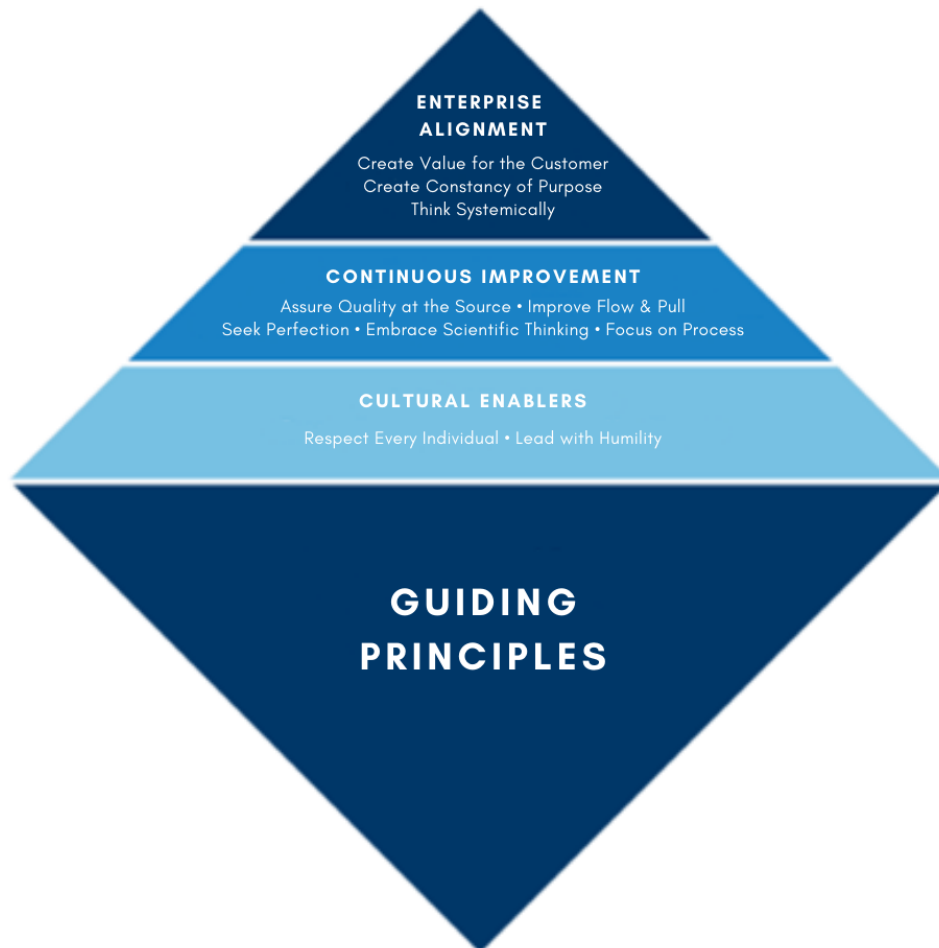 ENTERPRISE
ALIGNMENT
Create Value for the Customer
Create Constancy of Purpose
Think Systemically
CONTINUOUS IMPROVEMENT
Assure Quality at the Source • Improve Flow & Pull
Seek Perfection • Embrace Scientific Thinking • Focus on Process
CULTURAL ENABLERS
Respect Every Individual • Lead with Humility
GUIDING
PRINCIPLES